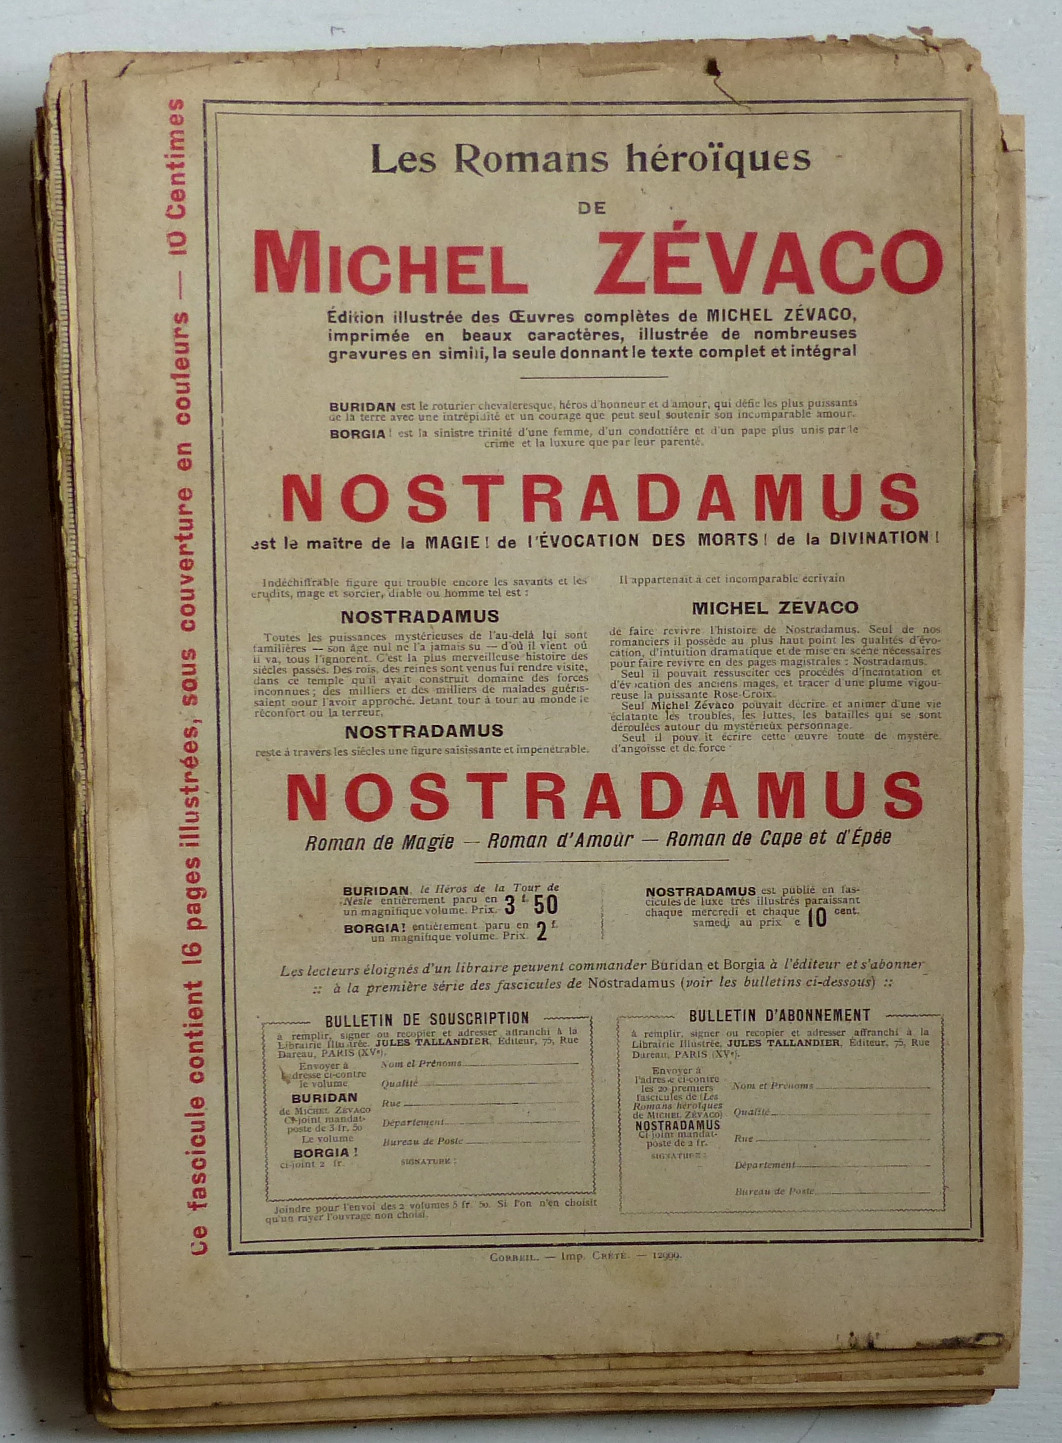 Ce fascicule contient 16 pages illustrées, sous couverture en couleurs — 10 Centimes
Les Romans héroïques
DE
MICHEL ZÉVACO
Édition illustrée des Œuvres complètes de MICHEL ZÉVACO,
imprimée en beaux caractères, illustrée de nombreuses
gravures en simili, la seule donnant le texte complet et intégral
BURIDAN est le roturier chevaleresque, héros d'honneur et d'amour, qui défie les plus puissants
de la terre avec une intrépidité et un courage que peut seul soutenir son incomparable amour.
BORGIA! est la sinistre trinité d'une femme, d'un condottière et d'un pape plus unis par le
crime et la luxure que par leur parenté.
NOSTRADAMUS
est le maître de la MAGIE! de l'ÉVOCATION DES MORTS! de la DIVINATION!
Indéchiffrable figure qui trouble encore les savants et les
érudits, mage et sorcier, diable ou homme tel est :
NOSTRADAMUS
Toutes les puissances mystérieuses de l'au-delà lui sont
familières — son âge nul ne l'a jamais su — d'où il vient où
il va, tous l'ignorent. C'est la plus merveilleuse histoire des
siècles passés. Des rois, des reines sont venus lui rendre visite,
dans ce temple qu'il avait construit domaine des forces
inconnues ; des milliers et des milliers de malades guéris-
saient pour l'avoir approché. Jetant tour à tour au monde le
réconfort ou la terreur,
NOSTRADAMUS
reste à travers les siècles une figure saisissante et impénétrable.
Il appartenait à cet incomparable écrivain
MICHEL ZÉVACO
de faire revivre l'histoire de Nostradamus. Seul de nos
romanciers il possède au plus haut point les qualités d'évo-
cation, d'intuition dramatique et de mise en scène nécessaires
pour faire revivre en des pages magistrales : Nostradamus.
Seul il pouvait ressusciter ces procédés d'incantation et
d'évocation des anciens mages, et tracer d'une plume vigou-
reuse la puissante Rose-Croix.
Seul Michel Zévaco pouvait décrire et animer d'une vie
éclatante les troubles, les luttes, les batailles qui se sont
déroulées autour du mystérieux personnage.
Seul il pouv it écrire cette œuvre toute de mystère.
d'angoisse et de force
NOSTRADAMUS
Roman de Magie — Roman d'Amour — Roman de Cape et d'Épée
BURIDAN, le Héros de la Tour de
Nesle entièrement paru en
un magnifique volume. Prix. 3 f. 50
BORGIA! entièrement paru en
un magnifique volume. Prix. 2 f.
NOSTRADAMUS est publié en fas-
cicules de luxe très illustrés paraissant
chaque mercredi et chaque
samedi au prix e 10 cent.
Les lecteurs éloignés d'un libraire peuvent commander Buridan et Borgia à l'éditeur et s'abonner
:: à la première série des fascicules de Nostradamus (voir les bulletins ci-dessous) ::
BULLETIN DE SOUSCRIPTION
à remplir, signer ou recopier et adresser affranchi à la
Librairie Illustrée, JULES TALLANDIER, Éditeur, 75, Rue
Dareau, PARIS (XVe).
Envoyer à
l'adresse ci-contre
le volume
BURIDAN
de MICHEL ZÉVACO
Ci-joint mandat-
poste de 3 fr. 50
Le volume
BORGIA !
ci-joint 2 fr.
Nom et Prénoms
Qualité
Rue
Département
Bureau de Poste
SIGNATURE :
Joindre pour l'envoi des 2 volumes 5 fr. 50. Si l'on n'en choisit
qu'un rayer l'ouvrage non choisi.
BULLETIN D'ABONNEMENT
à remplir, signer ou recopier et adresser affranchi à la
Librairie Illustrée, JULES TALLANDIER, Éditeur, 75, Rue
Dareau, PARIS (XVe).
Envoyer à
l'adresse ci-contre
les 20 premiers
fascicules de (Les
Romans héroïques
de MICHEL ZÉVACO)
NOSTRADAMUS
Ci-joint mandat-
poste de 2 fr.
SIGNATURE :
Nom et Prénoms
Qualité
Rue
Département
Bureau de Poste
CORBEIL. — Imp. CRÉTÉ. — 12999.